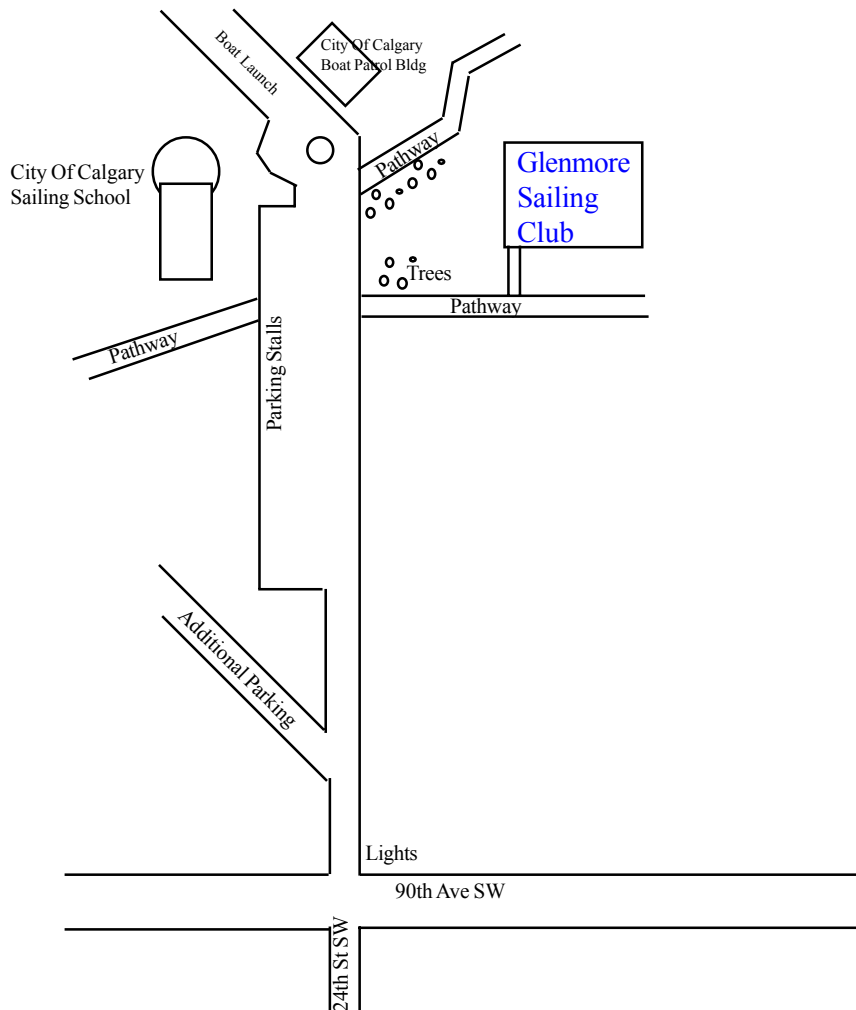 Boat Launch
City Of Calgary
Boat Patrol Bldg
Pathway
City Of Calgary
Sailing School
Glenmore
Sailing
Club
Trees
Pathway
Pathway
Parking Stalls
Additional Parking
Lights
90th Ave SW
24th St SW